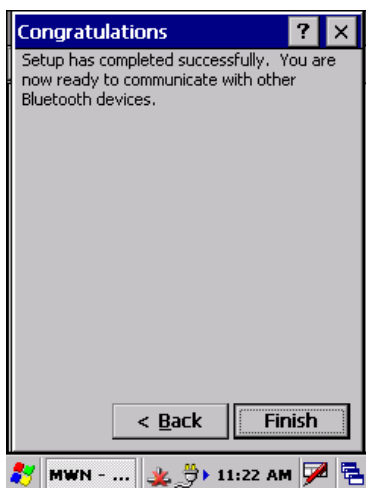 Congratulations ? ×
Setup has completed successfully. You are
now ready to communicate with other
Bluetooth devices.
< Back Finish
MWN - ... 11:22 AM